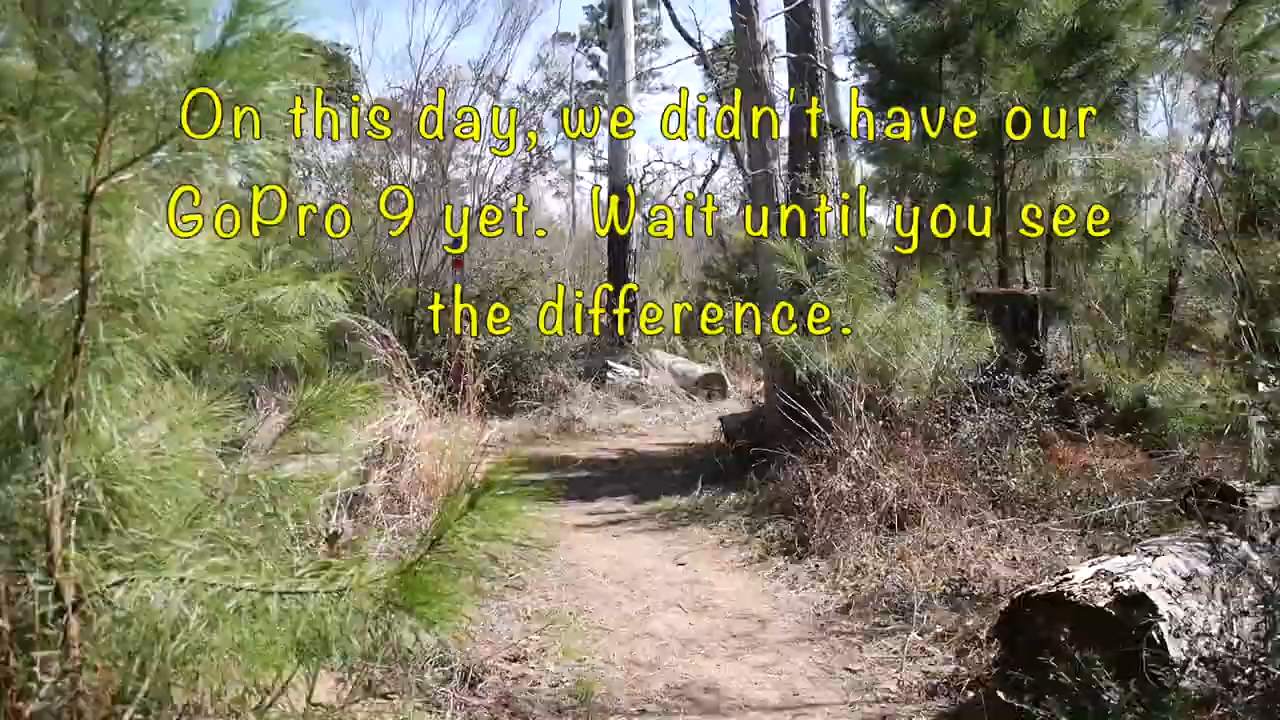 On this day, we didn't have our
GoPro 9 yet.  Wait until you see
the difference.